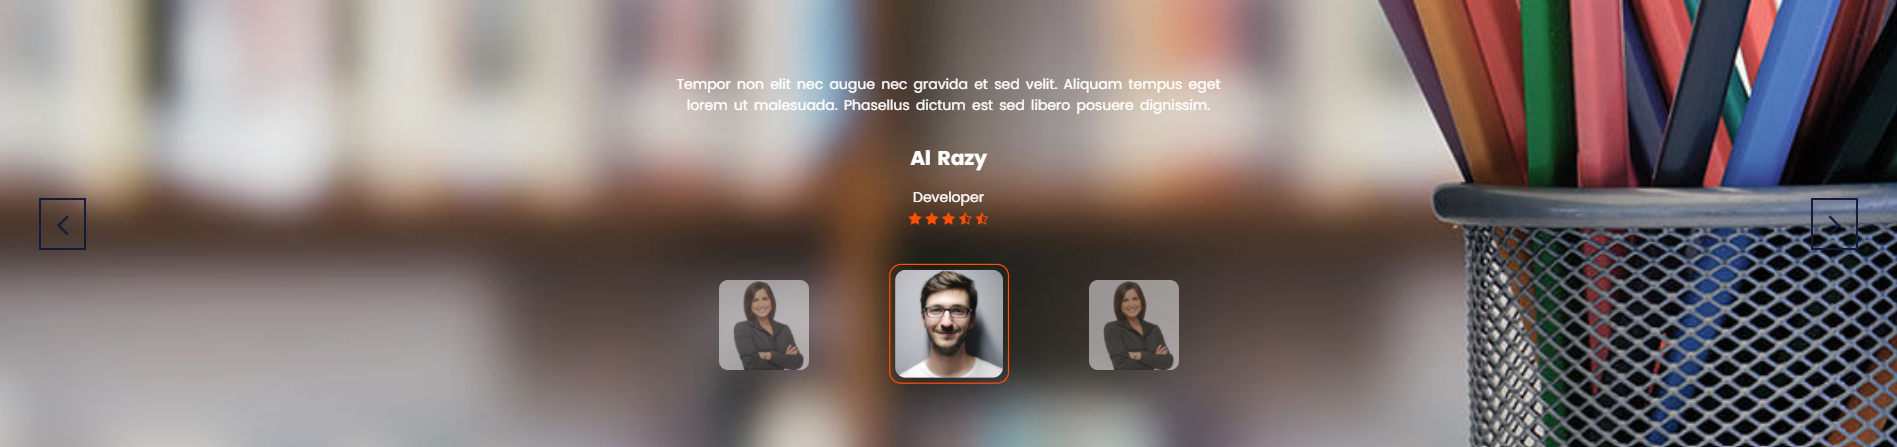 Tempor non elit nec augue nec gravida et sed velit. Aliquam tempus eget
lorem ut malesuada. Phasellus dictum est sed libero posuere dignissim.
Al Razy
Developer